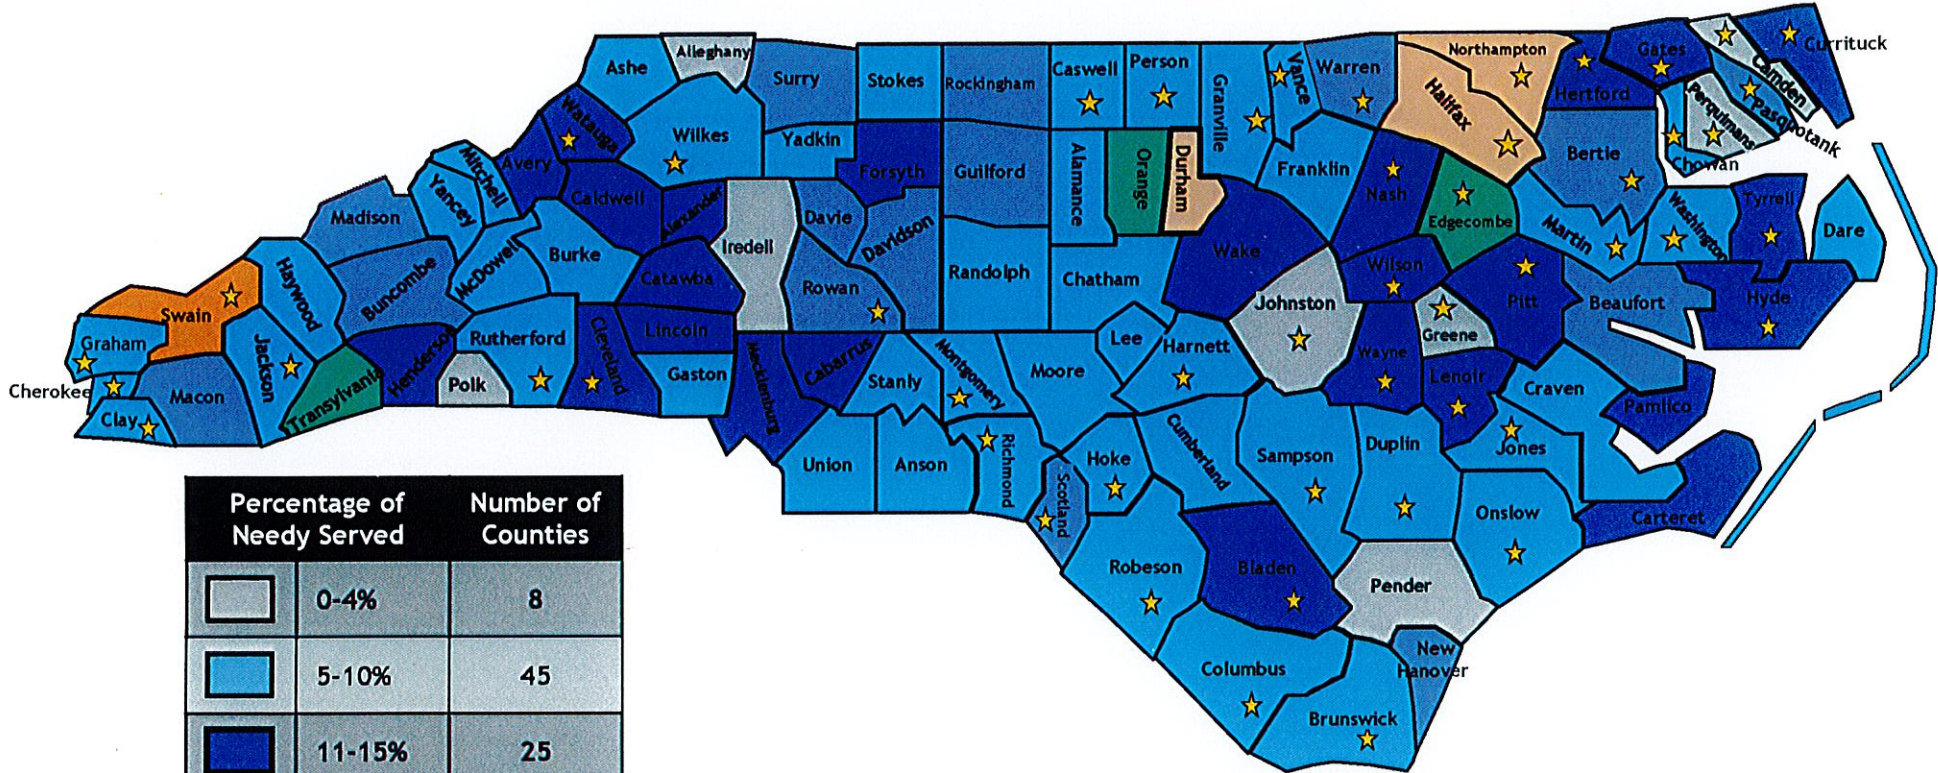 Ashe
Alleghany
Surry
Stokes
Rockingham
Caswell
Person
Granville
Vance
Warren
Northampton
Halifax
Hertford
Gates
Camden
Currituck
Pasquotank
Perquimans
Chowan
Watauga
Wilkes
Yadkin
Forsyth
Guilford
Alamance
Orange
Durham
Franklin
Nash
Edgecombe
Bertie
Martin
Washington
Tyrrell
Dare
Mitchell
Avery
Yancey
Madison
Caldwell
Alexander
Iredell
Davie
Davidson
Randolph
Chatham
Wake
Wilson
Johnston
Greene
Pitt
Beaufort
Hyde
Haywood
Buncombe
McDowell
Burke
Catawba
Rowan
Swain
Graham
Cherokee
Clay
Macon
Jackson
Transylvania
Henderson
Polk
Rutherford
Cleveland
Lincoln
Gaston
Mecklenburg
Cabarrus
Stanly
Montgomery
Moore
Lee
Harnett
Wayne
Lenoir
Craven
Pamlico
Jones
Union
Anson
Richmond
Scotland
Hoke
Cumberland
Sampson
Duplin
Onslow
Carteret
Robeson
Bladen
Pender
New
Hanover
Columbus
Brunswick
Percentage of
Needy Served
Number of
Counties
0-4% 8
5-10% 45
11-15% 25